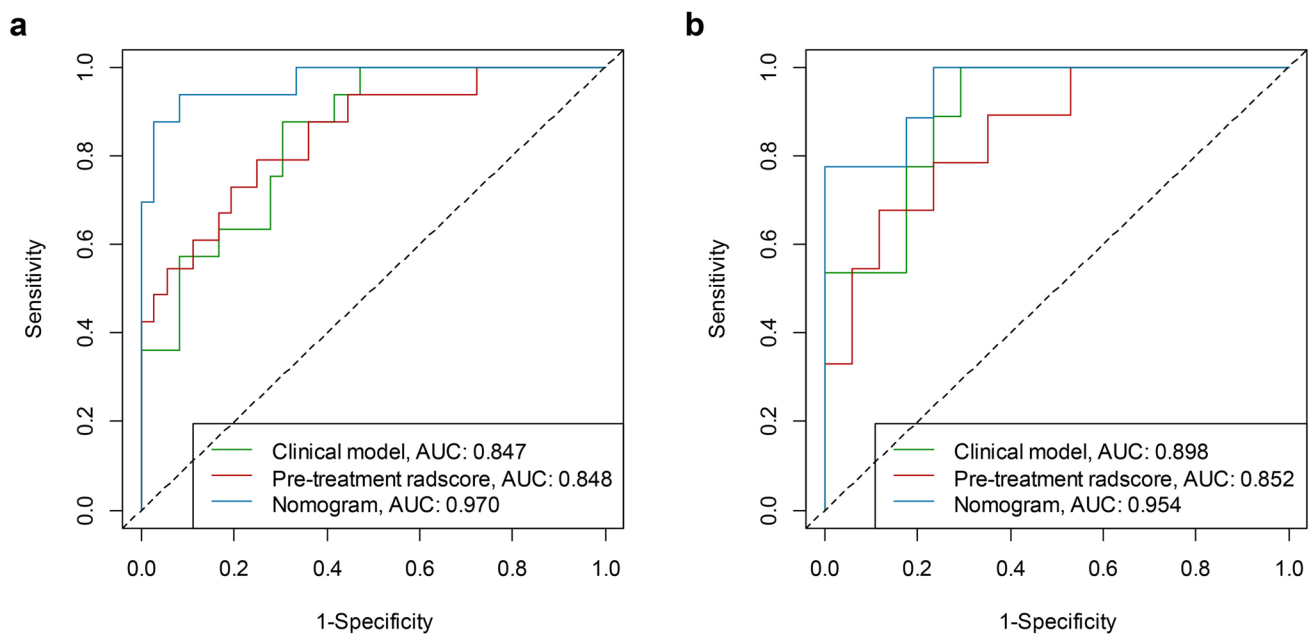 a
Sensitivity
1.0
0.8
0.6
0.4
0.2
0.0
Clinical model, AUC: 0.847
Pre-treatment radscore, AUC: 0.848
Nomogram, AUC: 0.970
0.0 0.2 0.4 0.6 0.8 1.0
1-Specificity
b
Sensitivity
1.0
0.8
0.6
0.4
0.2
0.0
Clinical model, AUC: 0.898
Pre-treatment radscore, AUC: 0.852
Nomogram, AUC: 0.954
0.0 0.2 0.4 0.6 0.8 1.0
1-Specificity